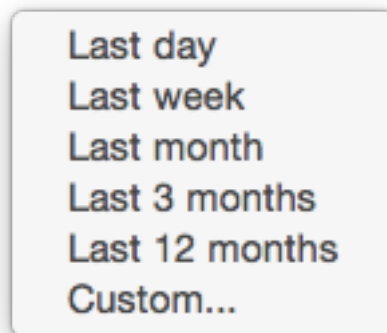 Last day
Last week
Last month
Last 3 months
Last 12 months
Custom...